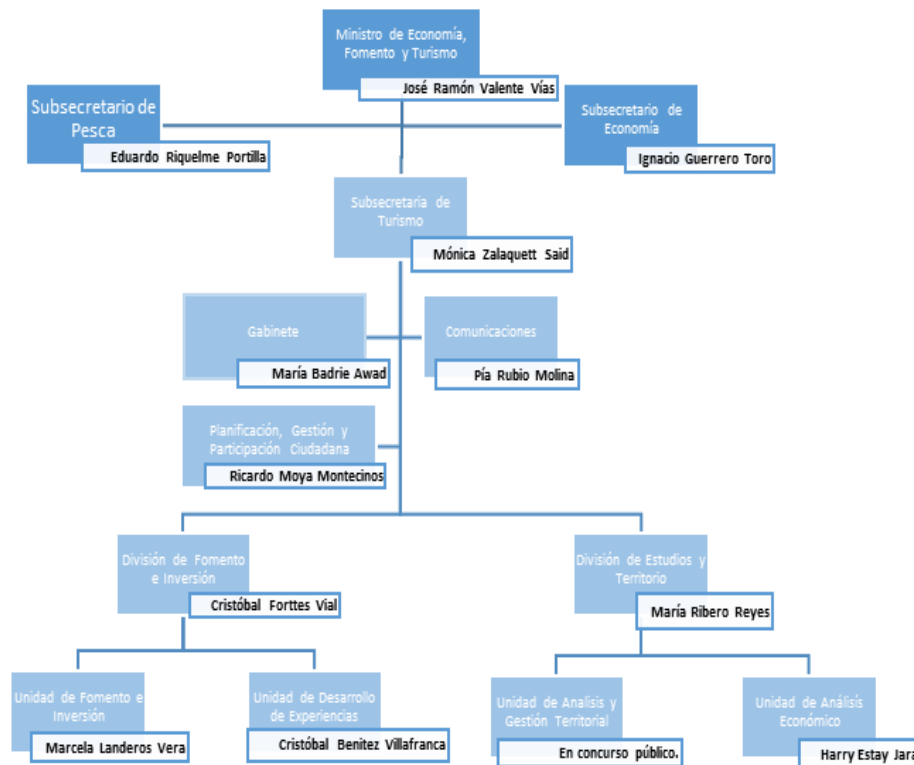 Ministro de Economía,
Fomento y Turismo
José Ramón Valente Vías
Subsecretario de
Pesca
Eduardo Riquelme Portilla
Subsecretario de
Economía
Ignacio Guerrero Toro
Subsecretaria de
Turismo
Mónica Zalaquett Said
Gabinete
María Badrie Awad
Comunicaciones
Pía Rubio Molina
Planificación, Gestión y
Participación Ciudadana
Ricardo Moya Montecinos
División de Fomento
e Inversión
Cristóbal Forttes Vial
División de Estudios y
Territorio
María Ribero Reyes
Unidad de Fomento e
Inversión
Marcela Landeros Vera
Unidad de Desarrollo
de Experiencias
Cristóbal Benitez Villafranca
Unidad de Analisis y
Gestión Territorial
En concurso público.
Unidad de Análisis
Económico
Harry Estay Jara